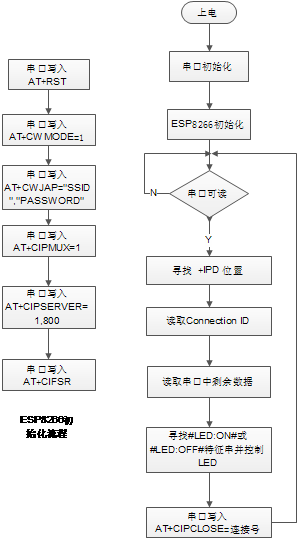 串口写入
AT+RST
串口写入
AT+CWMODE=1
串口写入
AT+CWJAP="SSID
","PASSWORD"
串口写入
AT+CIPMUX=1
串口写入
AT+CIPSERVER=
1,800
串口写入
AT+CIFSR
ESP8266初
始化流程
上电
串口初始化
ESP8266初始化
串口可读
N
Y
寻找 +IPD 位置
读取Connection ID
读取串口中剩余数据
寻找#LED:ON#或
#LED:OFF#特征串并控制
LED
串口写入
AT+CIPCLOSE=连接号